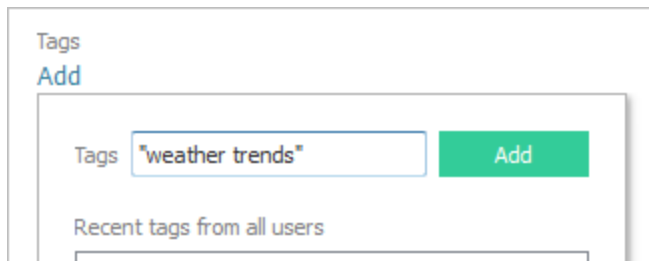 Tags
Add
Tags "weather trends" Add
Recent tags from all users